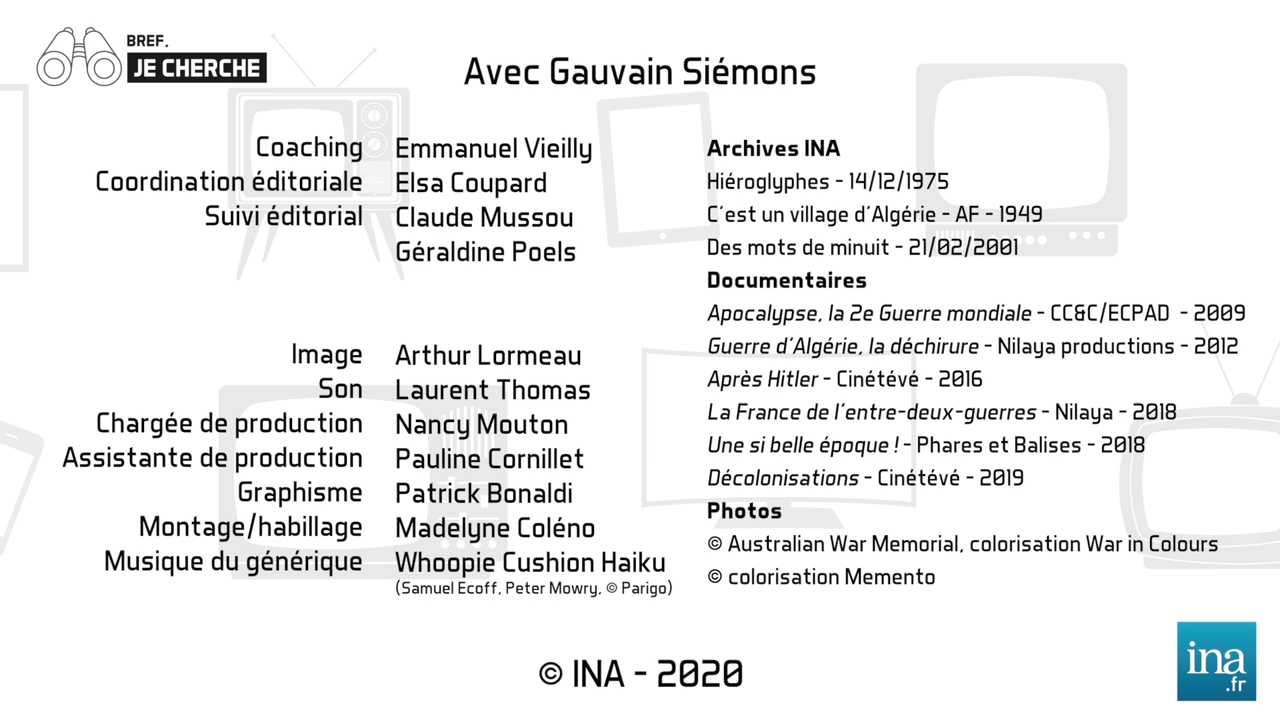 BREF,
JE CHERCHE
Avec Gauvain Siémons
Coaching Emmanuel Vieilly
Coordination éditoriale Elsa Coupard
Suivi éditorial Claude Mussou
Géraldine Poels
Image Arthur Lormeau
Son Laurent Thomas
Chargée de production Nancy Mouton
Assistante de production Pauline Cornillet
Graphisme Patrick Bonaldi
Montage/habillage Madelyne Coléno
Musique du générique Whoopie Cushion Haiku
(Samuel Ecoff, Peter Mowry, © Parigo)
Archives INA
Hiéroglyphes - 14/12/1975
C'est un village d'Algérie - AF - 1949
Des mots de minuit - 21/02/2001
Documentaires
Apocalypse, la 2e Guerre mondiale - CC&C/ECPAD - 2009
Guerre d'Algérie, la déchirure - Nilaya productions - 2012
Après Hitler - Cinétévé - 2016
La France de l'entre-deux-guerres - Nilaya - 2018
Une si belle époque ! - Phares et Balises - 2018
Décolonisations - Cinétévé - 2019
Photos
© Australian War Memorial, colorisation War in Colours
© colorisation Memento
© INA - 2020
ina
.fr